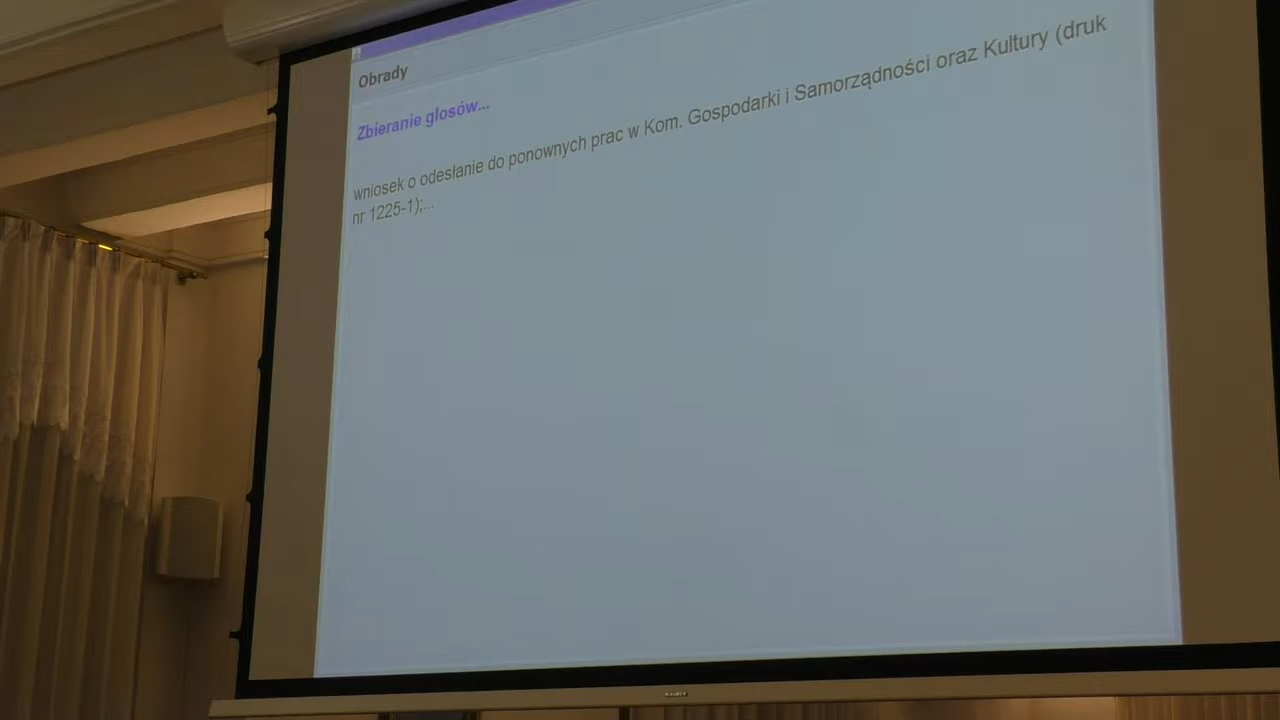 Obrady
Zbieranie głosów...
wniosek o odesłanie do ponownych prac w Kom. Gospodarki i Samorządności oraz Kultury (druk
nr 1225-1);...